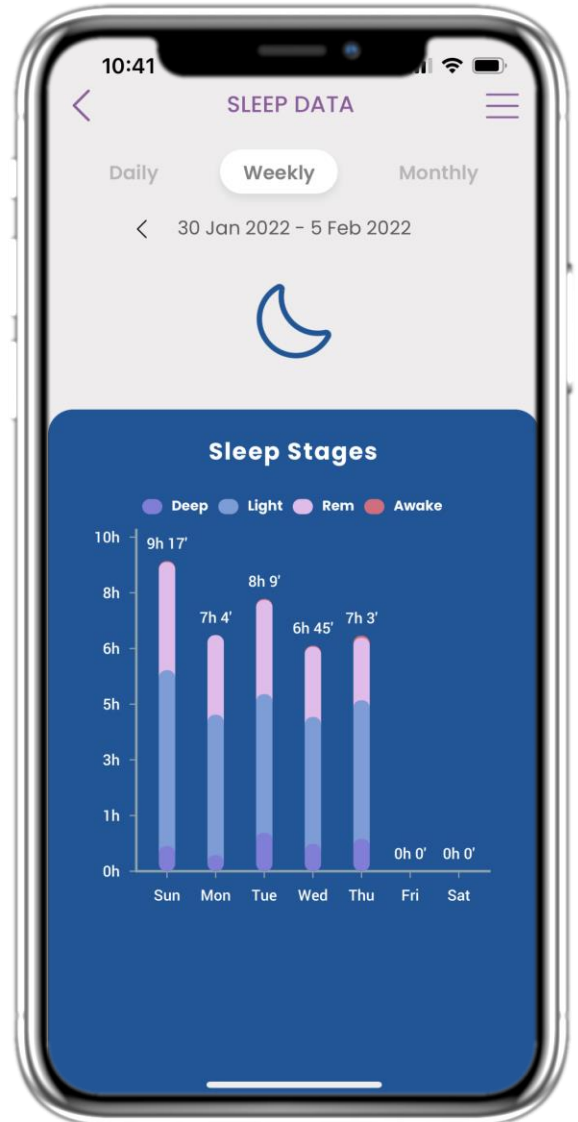 10:41
SLEEP DATA
Daily Weekly Monthly
30 Jan 2022 - 5 Feb 2022
Sleep Stages
Deep Light Rem Awake
10h
9h 17'
8h 9'
8h
7h 4'
6h 45'
7h 3'
6h
5h
3h
1h
0h 0' 0h 0'
0h
Sun Mon Tue Wed Thu Fri Sat